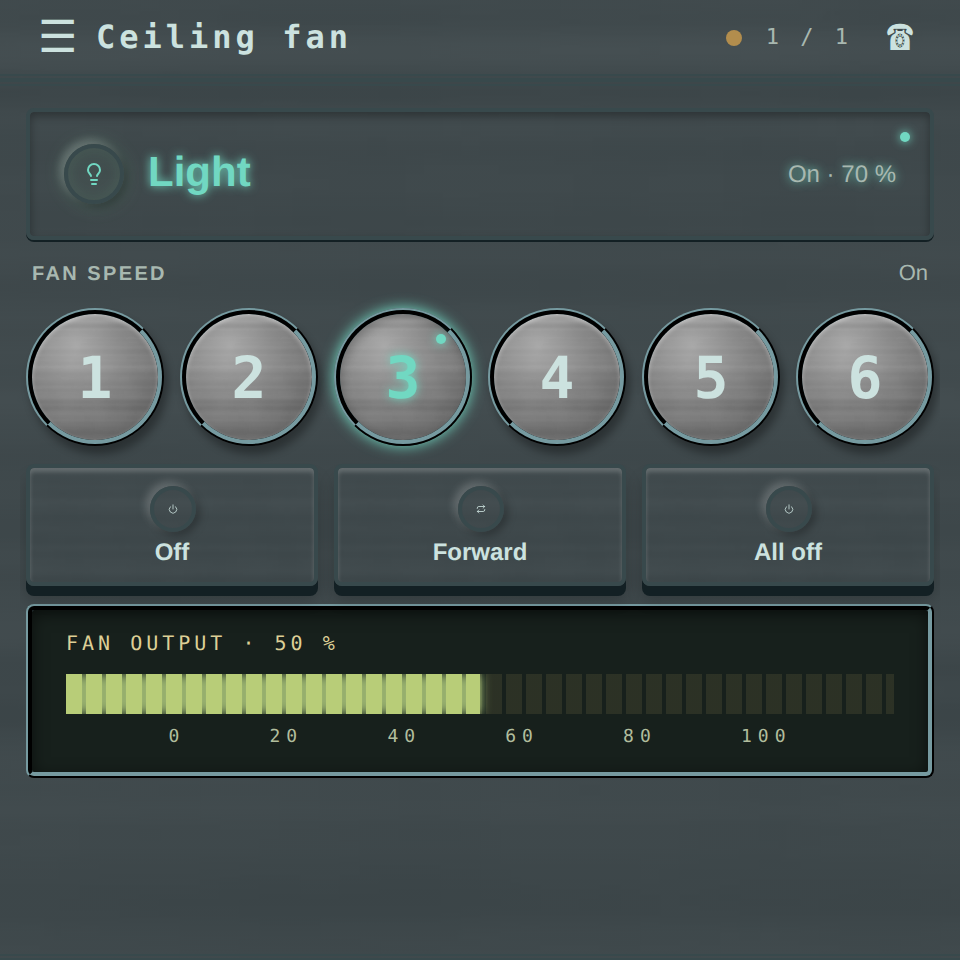 Ceiling fan
1 / 1
Light
On · 70 %
FAN SPEED
On
1 2 3 4 5 6
Off
Forward
All off
FAN OUTPUT · 50 %
0 20 40 60 80 100